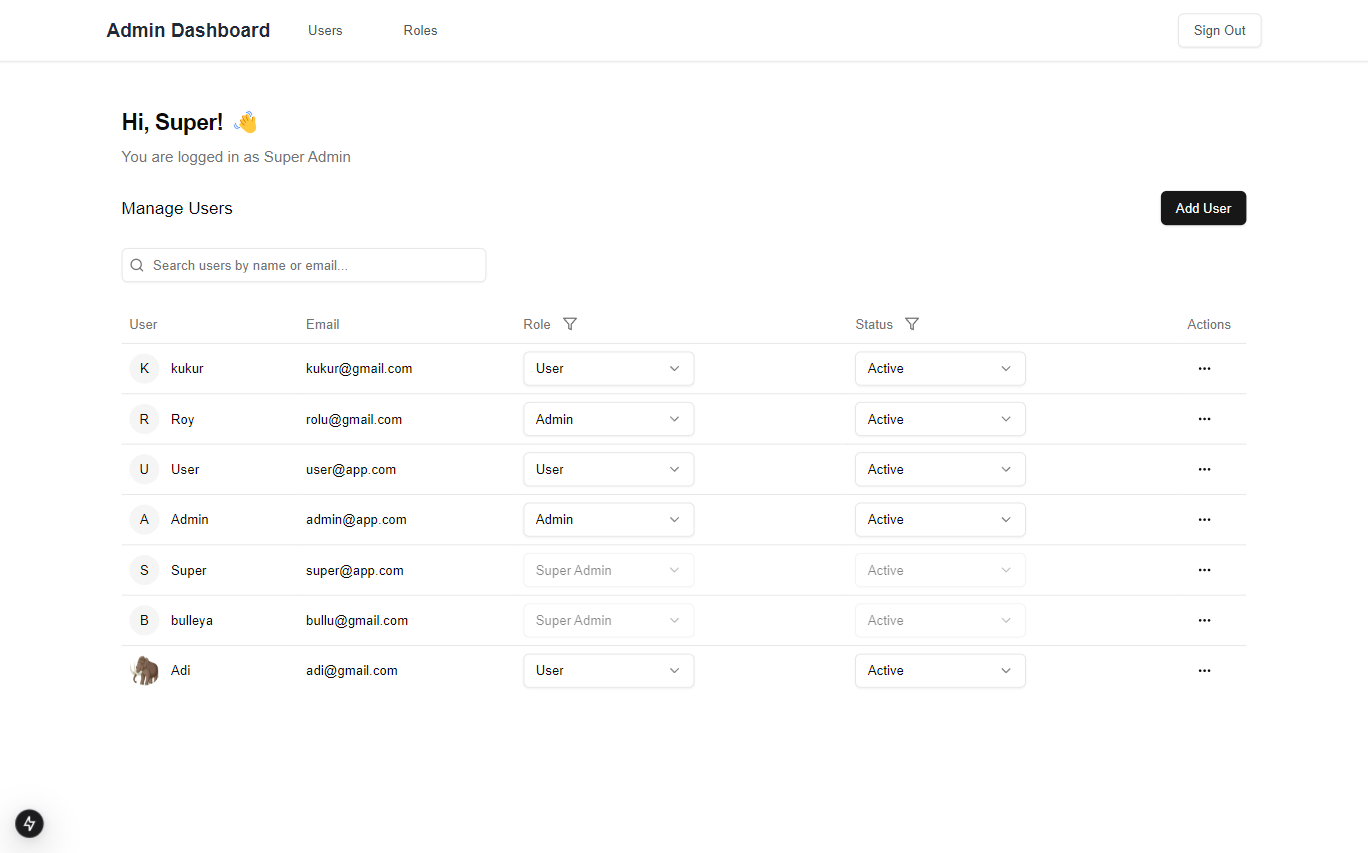 Admin Dashboard Users Roles Sign Out
Hi, Super! 👋
You are logged in as Super Admin
Manage Users Add User
Search users by name or email...
User Email Role Status Actions
K kukur kukur@gmail.com User Active
R Roy rolu@gmail.com Admin Active
U User user@app.com User Active
A Admin admin@app.com Admin Active
S Super super@app.com Super Admin Active
B bulleya bullu@gmail.com Super Admin Active
Adi adi@gmail.com User Active